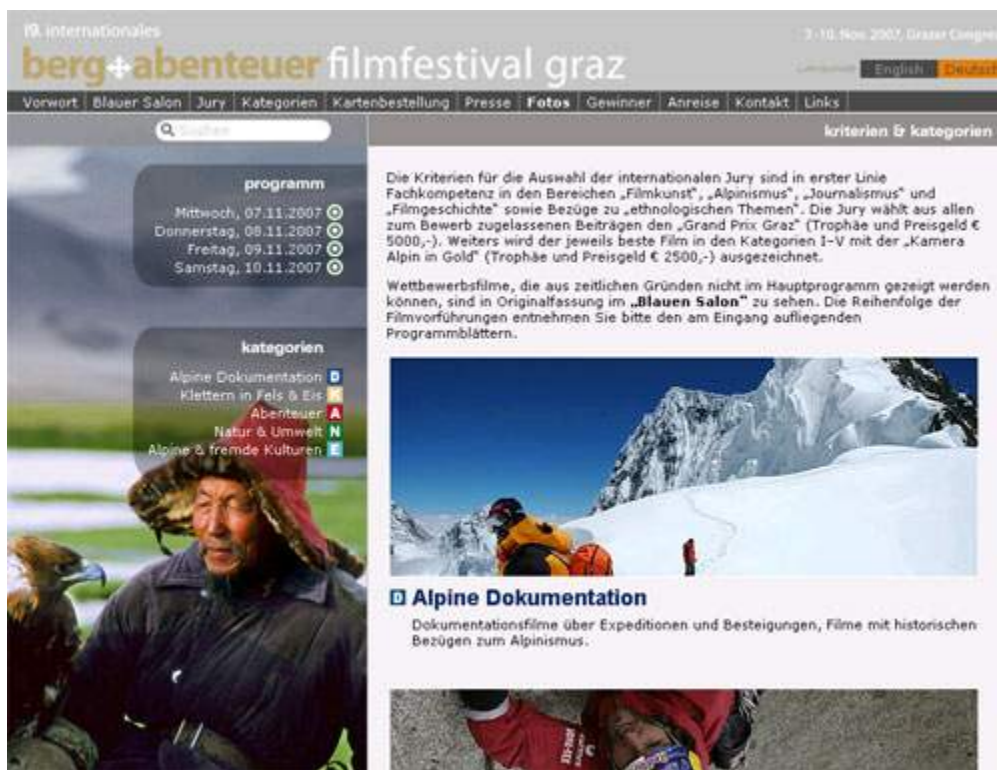 19. internationales
berg+abenteuer filmfestival graz
7.-10. Nov. 2007, Grazer Congress
English Deutsch
Vorwort Blauer Salon Jury Kategorien Kartenbestellung Presse Fotos Gewinner Anreise Kontakt Links
Suchen
kriterien & kategorien
programm
Mittwoch, 07.11.2007
Donnerstag, 08.11.2007
Freitag, 09.11.2007
Samstag, 10.11.2007
kategorien
Alpine Dokumentation D
Klettern in Fels & Eis K
Abenteuer A
Natur & Umwelt N
Alpine & fremde Kulturen E
Die Kriterien für die Auswahl der internationalen Jury sind in erster Linie
Fachkompetenz in den Bereichen „Filmkunst“, „Alpinismus“, „Journalismus“ und
„Filmgeschichte“ sowie Bezüge zu „ethnologischen Themen“. Die Jury wählt aus allen
zum Bewerb zugelassenen Beiträgen den „Grand Prix Graz“ (Trophäe und Preisgeld €
5000,-). Weiters wird der jeweils beste Film in den Kategorien I-V mit der „Kamera
Alpin in Gold“ (Trophäe und Preisgeld € 2500,-) ausgezeichnet.
Wettbewerbsfilme, die aus zeitlichen Gründen nicht im Hauptprogramm gezeigt werden
können, sind in Originalfassung im „Blauen Salon“ zu sehen. Die Reihenfolge der
Filmvorführungen entnehmen Sie bitte den am Eingang aufliegenden
Programmblättern.
D Alpine Dokumentation
Dokumentationsfilme über Expeditionen und Besteigungen, Filme mit historischen
Bezügen zum Alpinismus.